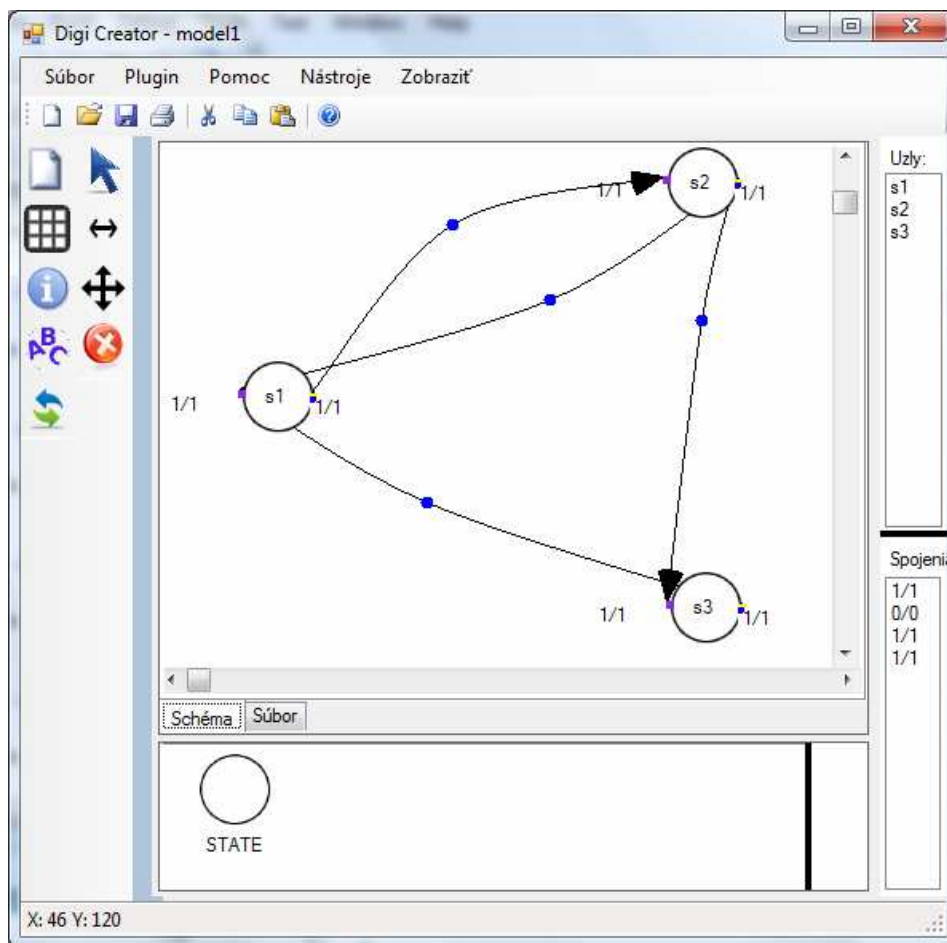 Digi Creator - model1
Súbor Plugin Pomoc Nástroje Zobraziť
Uzly:
s1
s2
s3
1/1 s2 1/1
s1
1/1 1/1
s3
1/1 1/1
Spojenia
1/1
0/0
1/1
1/1
A B C
Schéma Súbor
STATE
X: 46 Y: 120